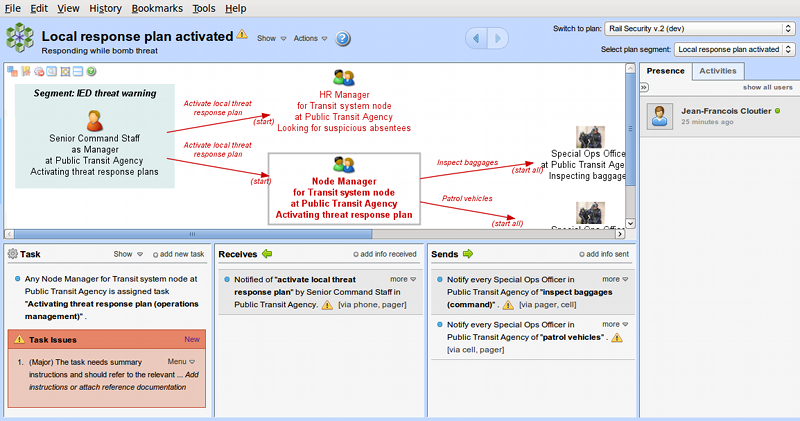 File Edit View History Bookmarks Tools Help
Local response plan activated
Responding while bomb threat
Show Actions
Switch to plan: Rail Security v.2 (dev)
Select plan segment: Local response plan activated
Segment: IED threat warning
Senior Command Staff
as Manager
at Public Transit Agency
Activating threat response plans
Activate local threat
response plan
(start)
Activate local threat
response plan
(start)
HR Manager
for Transit system node
at Public Transit Agency
Looking for suspicious absentees
Node Manager
for Transit system node
at Public Transit Agency
Activating threat response plan
Inspect baggages
(start all)
Patrol vehicles
(start all)
Special Ops Office
at Public Transit Agen
Inspecting baggage
Presence Activities
show all users
Jean-Francois Cloutier
25 minutes ago
Task Show add new task
Any Node Manager for Transit system node at
Public Transit Agency is assigned task
"Activating threat response plan (operations
management)" .
Task Issues New
1. (Major) The task needs summary Menu
instructions and should refer to the relevant ... Add
instructions or attach reference documentation
Receives add info received
Notified of "activate local threat more
response plan" by Senior Command Staff in
Public Transit Agency. [via phone, pager]
Sends add info sent
Notify every Special Ops Officer in more
Public Transit Agency of "inspect baggages
(command)" . [via pager, cell]
Notify every Special Ops Officer in more
Public Transit Agency of "patrol vehicles" .
[via cell, pager]